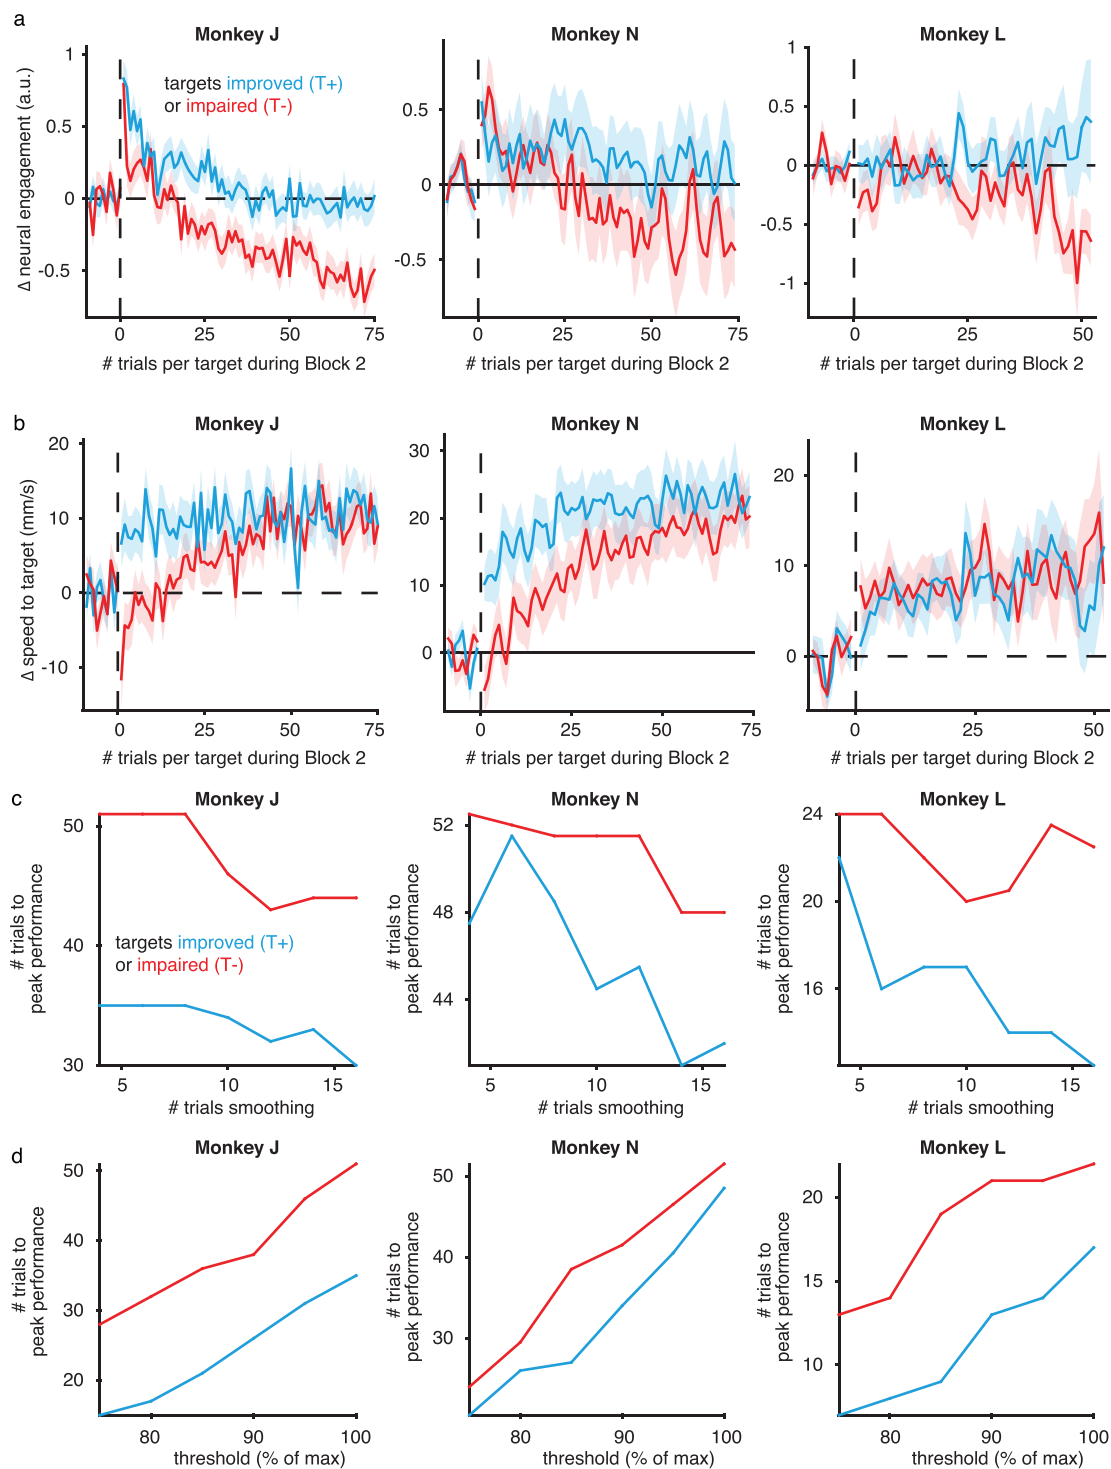 a
Monkey J
Monkey N
Monkey L
Δ neural engagement (a.u.)
targets improved (T+)
or impaired (T-)
1
0.5
0
-0.5
0
25
50
75
# trials per target during Block 2
0.5
0
-0.5
0
25
50
75
# trials per target during Block 2
1
0.5
0
-0.5
-1
0
25
50
# trials per target during Block 2
b
Monkey J
Monkey N
Monkey L
Δ speed to target (mm/s)
20
10
0
-10
0
25
50
75
# trials per target during Block 2
30
20
10
0
0
25
50
75
# trials per target during Block 2
20
10
0
0
25
50
# trials per target during Block 2
c
Monkey J
Monkey N
Monkey L
# trials to
peak performance
50
40
30
targets improved (T+)
or impaired (T-)
5
10
15
# trials smoothing
# trials to
peak performance
52
48
44
5
10
15
# trials smoothing
# trials to
peak performance
24
20
16
5
10
15
# trials smoothing
d
Monkey J
Monkey N
Monkey L
# trials to
peak performance
50
40
30
20
80
90
100
threshold (% of max)
# trials to
peak performance
50
40
30
80
90
100
threshold (% of max)
# trials to
peak performance
20
15
10
80
90
100
threshold (% of max)